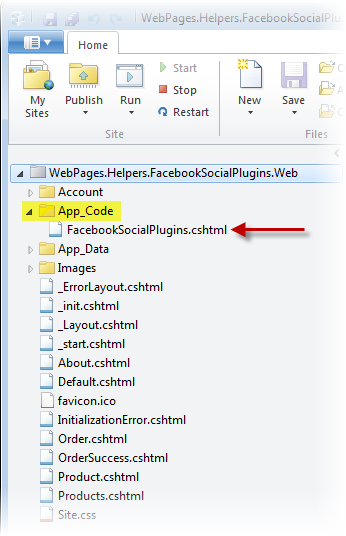 WebPages.Helpers.FacebookSocialPlu
Home
My Sites
Publish
Run
Start
Stop
Restart
New
Save
Site
Files
WebPages.Helpers.FacebookSocialPlugins.Web
Account
App_Code
FacebookSocialPlugins.cshtml
App_Data
Images
_ErrorLayout.cshtml
_init.cshtml
_Layout.cshtml
_start.cshtml
About.cshtml
Default.cshtml
favicon.ico
InitializationError.cshtml
Order.cshtml
OrderSuccess.cshtml
Product.cshtml
Products.cshtml
Site.css